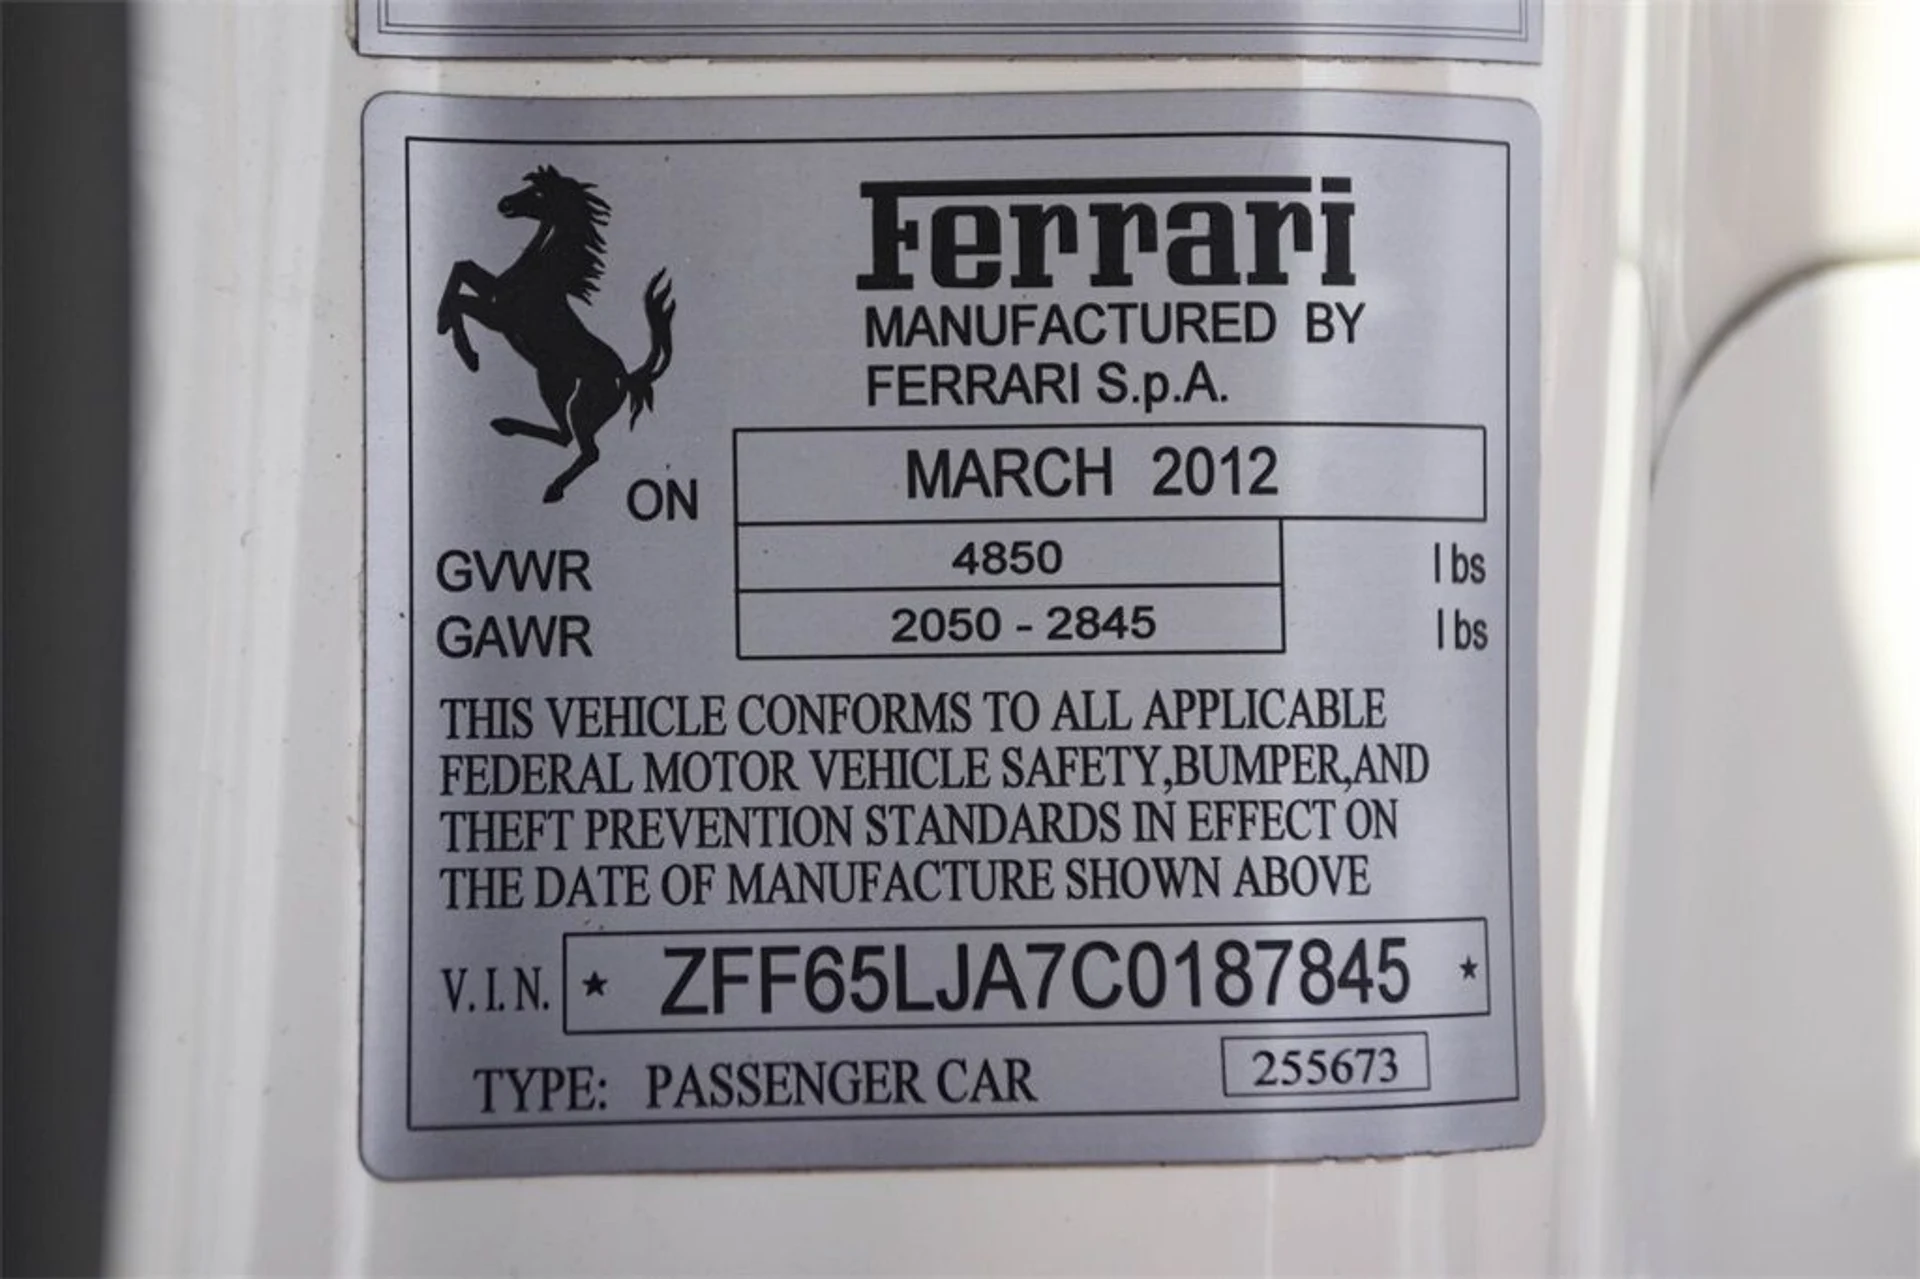 Ferrari
MANUFACTURED BY
FERRARI S.p.A.
ON MARCH 2012
GVWR 4850 lbs
GAWR 2050 - 2845 lbs
THIS VEHICLE CONFORMS TO ALL APPLICABLE
FEDERAL MOTOR VEHICLE SAFETY,BUMPER,AND
THEFT PREVENTION STANDARDS IN EFFECT ON
THE DATE OF MANUFACTURE SHOWN ABOVE
V.I.N. * ZFF65LJA7C0187845 *
TYPE: PASSENGER CAR 255673